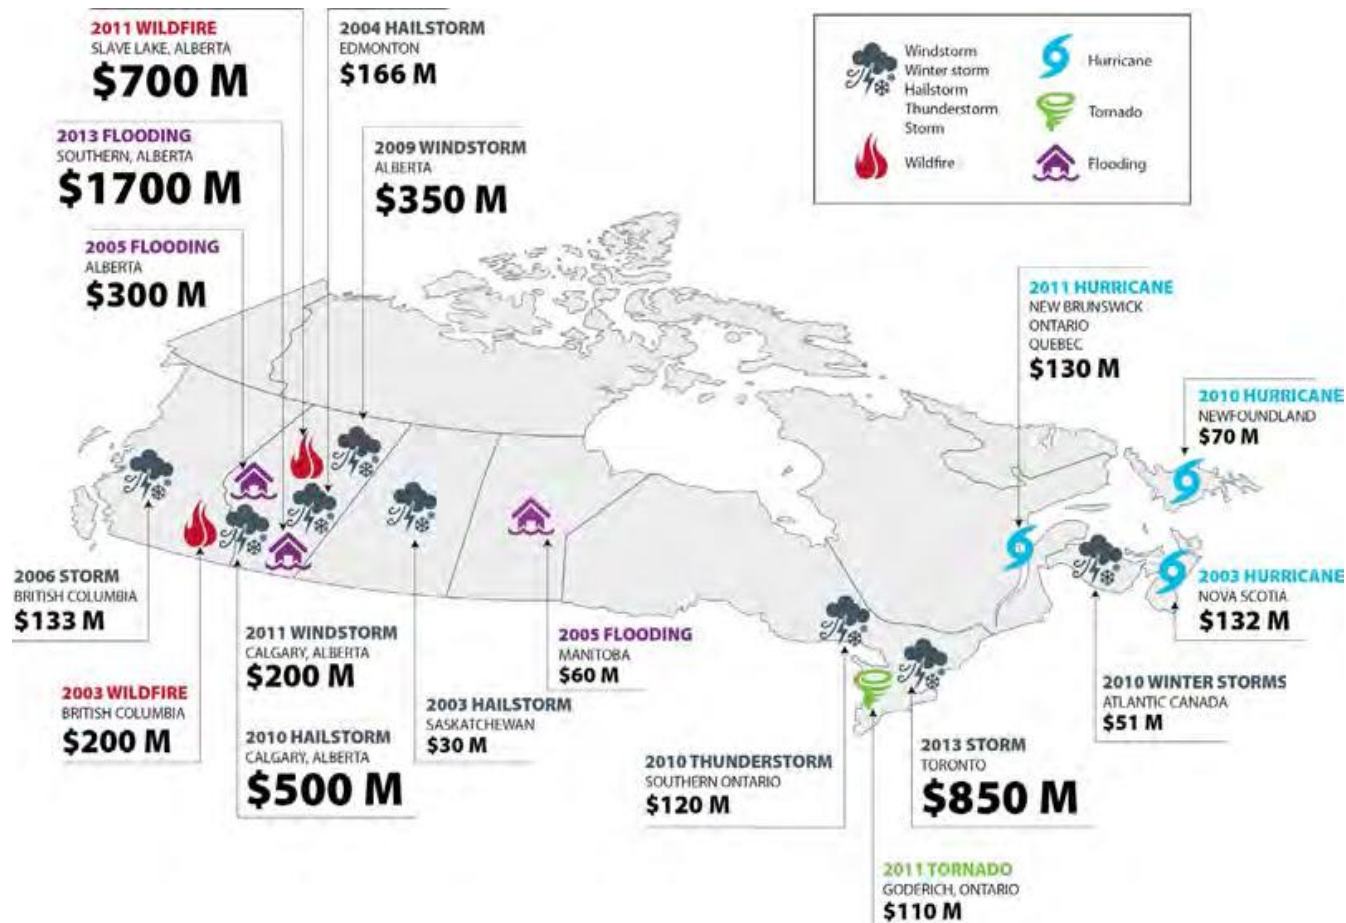 2011 WILDFIRE
SLAVE LAKE, ALBERTA
$700 M
2004 HAILSTORM
EDMONTON
$166 M
2013 FLOODING
SOUTHERN, ALBERTA
$1700 M
2009 WINDSTORM
ALBERTA
$350 M
2005 FLOODING
ALBERTA
$300 M
Windstorm
Winter storm
Hailstorm
Thunderstorm
Storm
Wildfire
Hurricane
Tornado
Flooding
2011 HURRICANE
NEW BRUNSWICK
ONTARIO
QUEBEC
$130 M
2010 HURRICANE
NEWFOUNDLAND
$70 M
2006 STORM
BRITISH COLUMBIA
$133 M
2003 WILDFIRE
BRITISH COLUMBIA
$200 M
2011 WINDSTORM
CALGARY, ALBERTA
$200 M
2010 HAILSTORM
CALGARY, ALBERTA
$500 M
2003 HAILSTORM
SASKATCHEWAN
$30 M
2005 FLOODING
MANITOBA
$60 M
2010 THUNDERSTORM
SOUTHERN ONTARIO
$120 M
2013 STORM
TORONTO
$850 M
2011 TORNADO
GODERICH, ONTARIO
$110 M
2010 WINTER STORMS
ATLANTIC CANADA
$51 M
2003 HURRICANE
NOVA SCOTIA
$132 M